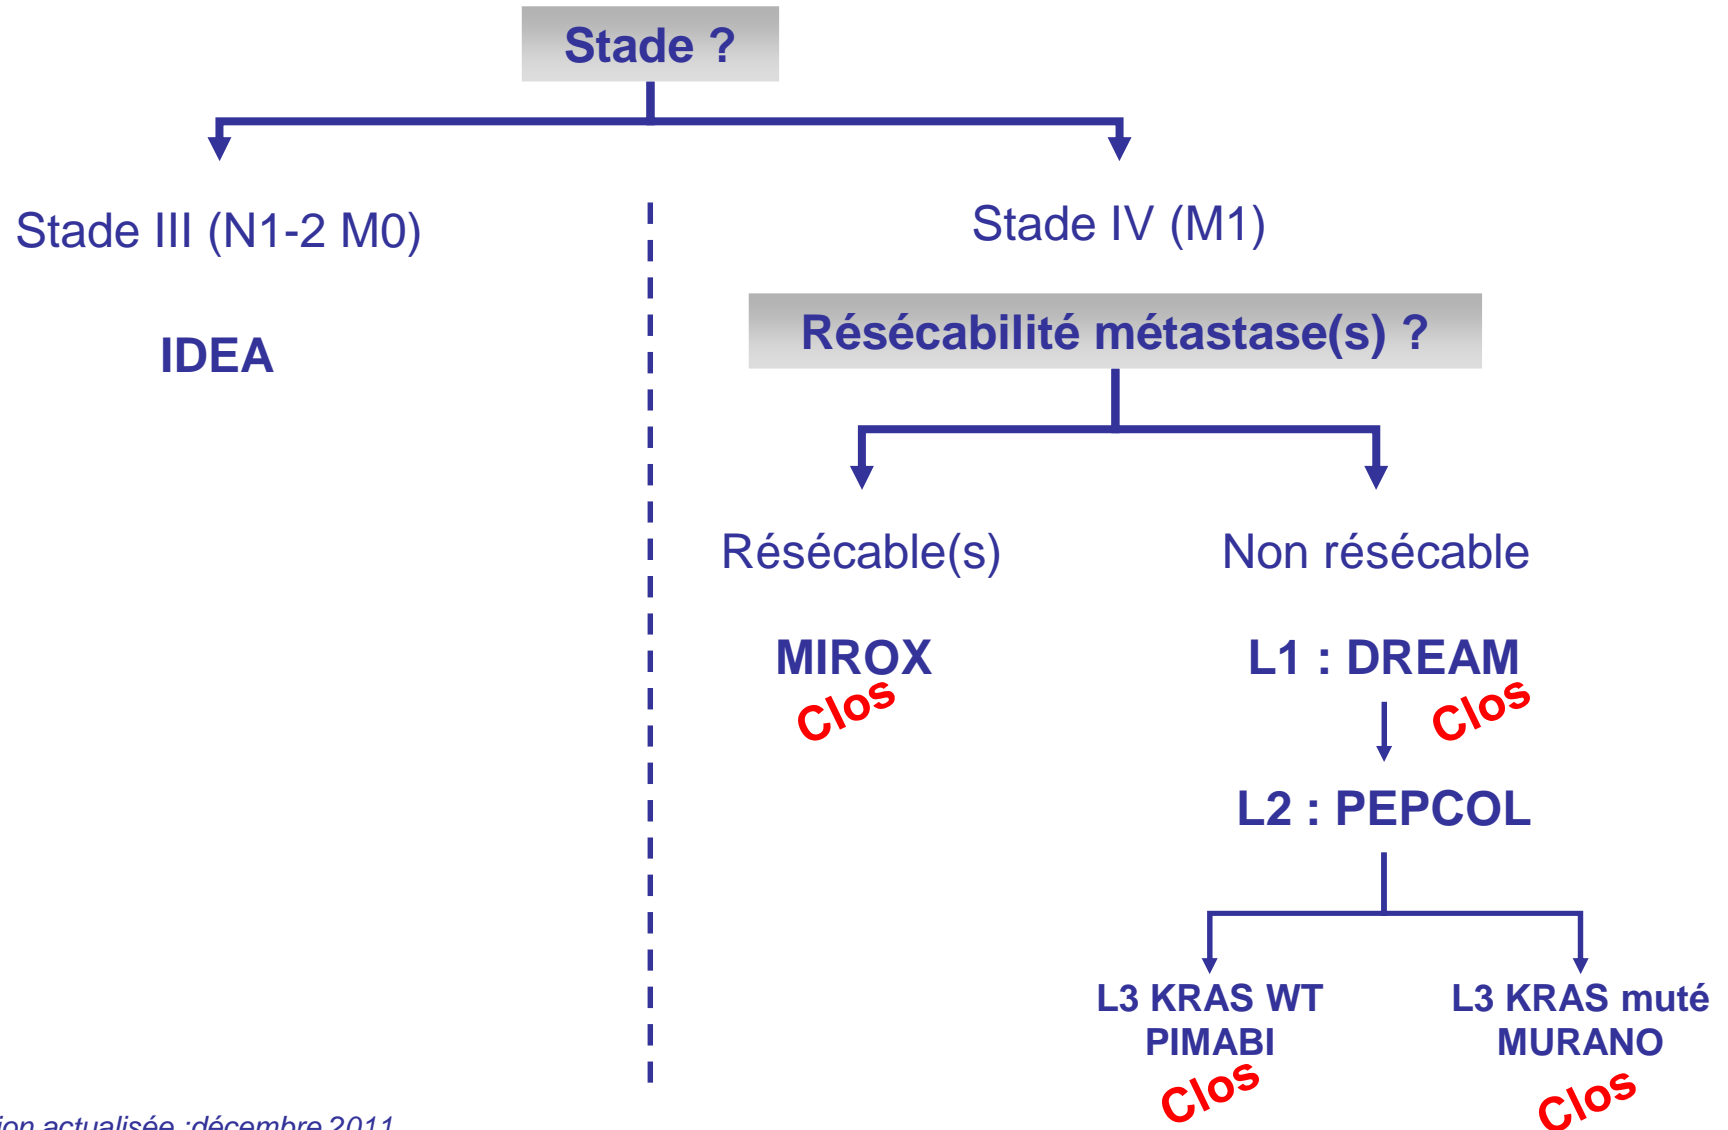 Stade ?
Stade III (N1-2 M0)
Stade IV (M1)
IDEA
Résécabilité métastase(s) ?
Résécable(s)
Non résécable
MIROX
Clos
L1 : DREAM
Clos
L2 : PEPCOL
L3 KRAS WT
PIMABI
Clos
L3 KRAS muté
MURANO
Clos
actualisée :décembre 2011